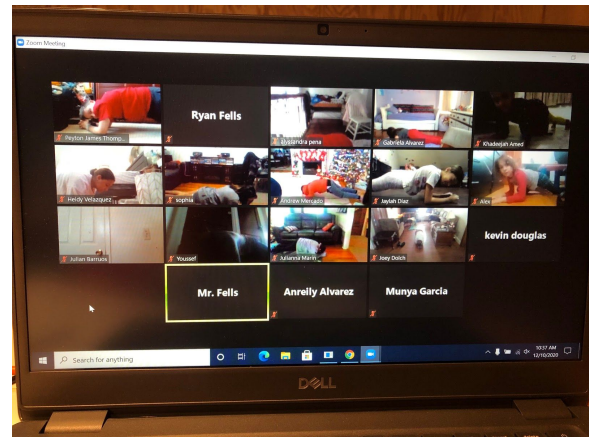 Zoom Meeting
Peyton James Thomp...
Ryan Fells
alyssandra pena
Gabriela Alvarez
Khadeejah Amed
Heidy Velazquez
sophia
Andrew Mercado
Jaylah Diaz
Alex
Julian Barruos
Youssef
Julianna Marin
Joey Dolch
kevin douglas
Mr. Fells
Anreily Alvarez
Munya Garcia
Search for anything
10:37 AM
12/10/2020
DELL